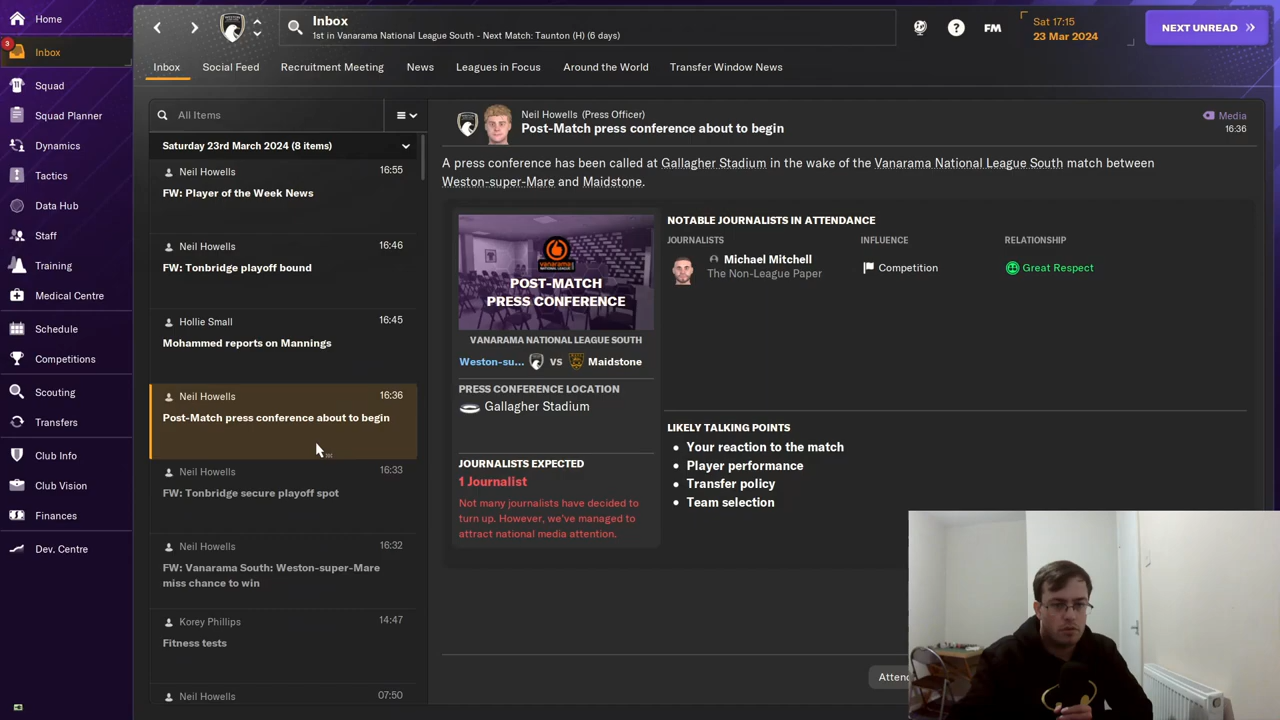 Home
3
Inbox
Squad
Squad Planner
Dynamics
Tactics
Data Hub
Staff
Training
Medical Centre
Schedule
Competitions
Scouting
Transfers
Club Info
Club Vision
Finances
Dev. Centre
Inbox
1st in Vanarama National League South - Next Match: Taunton (H) (6 days)
FM
Sat 17:15
23 Mar 2024
NEXT UNREAD
Inbox
Social Feed
Recruitment Meeting
News
Leagues in Focus
Around the World
Transfer Window News
All Items
Saturday 23rd March 2024 (8 items)
Neil Howells 16:55
FW: Player of the Week News
Neil Howells 16:46
FW: Tonbridge playoff bound
Hollie Small 16:45
Mohammed reports on Mannings
Neil Howells 16:36
Post-Match press conference about to begin
Neil Howells 16:33
FW: Tonbridge secure playoff spot
Neil Howells 16:32
FW: Vanarama South: Weston-super-Mare
miss chance to win
Korey Phillips 14:47
Fitness tests
Neil Howells 07:50
Neil Howells (Press Officer)
Post-Match press conference about to begin
Media
16:36
A press conference has been called at Gallagher Stadium in the wake of the Vanarama National League South match between
Weston-super-Mare and Maidstone.
POST-MATCH
PRESS CONFERENCE
VANARAMA NATIONAL LEAGUE SOUTH
Weston-su... VS Maidstone
PRESS CONFERENCE LOCATION
Gallagher Stadium
JOURNALISTS EXPECTED
1 Journalist
Not many journalists have decided to
turn up. However, we've managed to
attract national media attention.
NOTABLE JOURNALISTS IN ATTENDANCE
JOURNALISTS INFLUENCE RELATIONSHIP
Michael Mitchell
The Non-League Paper
Competition
Great Respect
LIKELY TALKING POINTS
Your reaction to the match
Player performance
Transfer policy
Team selection